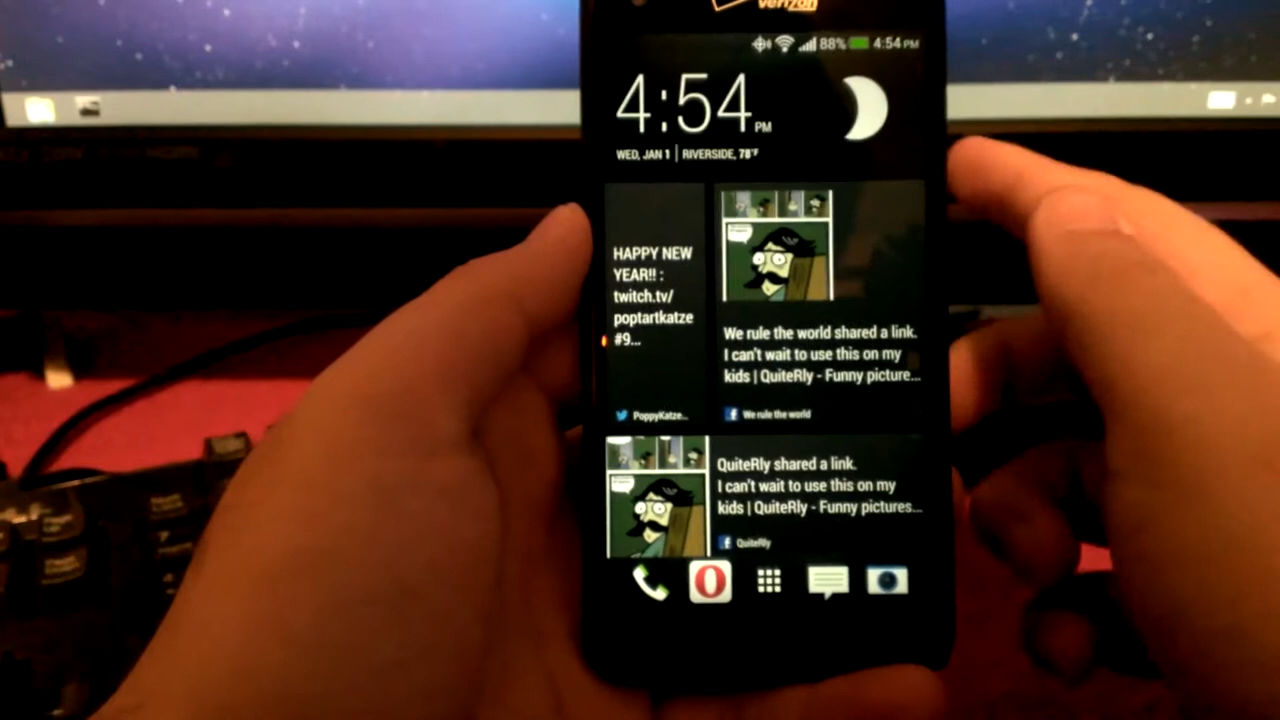 verizon
88% 4:54 PM
4:54 PM
WED, JAN 1 | RIVERSIDE, 78°F
HAPPY NEW
YEAR!! :
twitch.tv/
poptartkatze
#9...
PoppyKatze...
We rule the world shared a link.
I can't wait to use this on my
kids | QuiteRly - Funny picture...
We rule the world
QuiteRly shared a link.
I can't wait to use this on my
kids | QuiteRly - Funny pictures...
QuiteRly